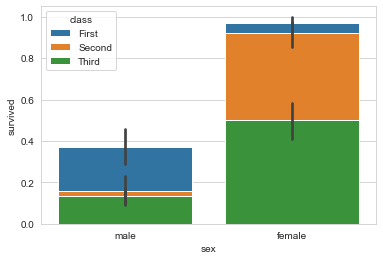 class
First
Second
Third
1.0
0.8
0.6
0.4
0.2
0.0
survived
male
female
sex